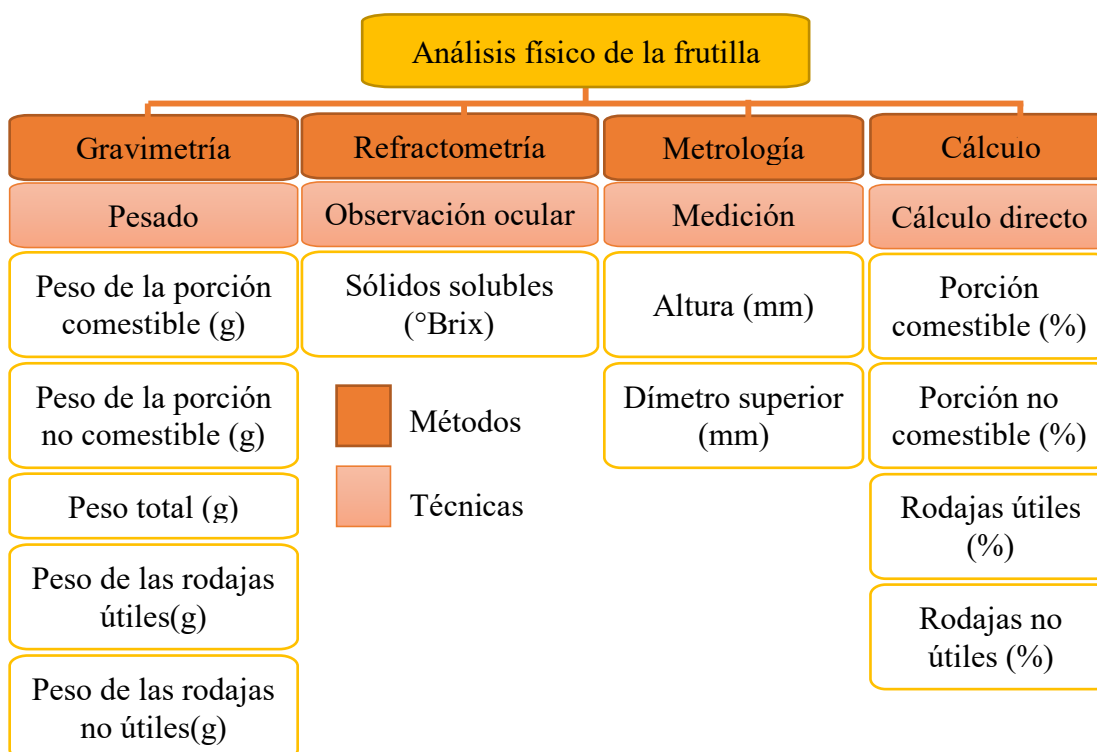 Análisis físico de la frutilla
Gravimetría
Refractometría
Metrología
Cálculo
Pesado
Observación ocular
Medición
Cálculo directo
Peso de la porción
comestible (g)
Sólidos solubles
(°Brix)
Altura (mm)
Porción
comestible (%)
Peso de la porción
no comestible (g)
Métodos
Dímetro superior
(mm)
Porción no
comestible (%)
Peso total (g)
Técnicas
Rodajas útiles
(%)
Peso de las rodajas
útiles(g)
Rodajas no
útiles (%)
Peso de las rodajas
no útiles(g)